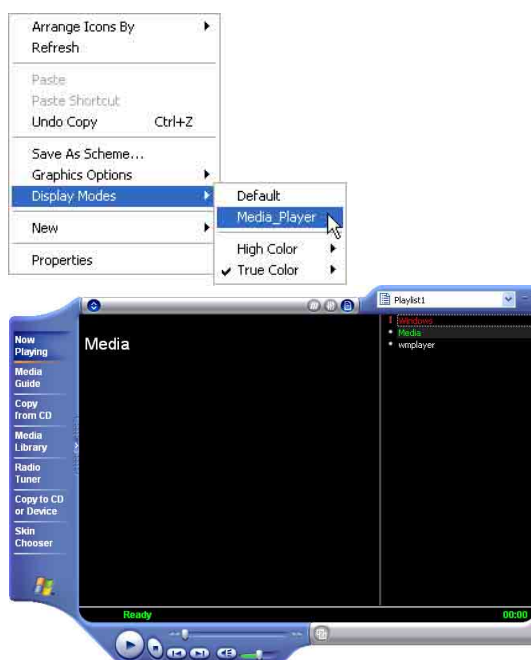 Arrange Icons By
Refresh
Paste
Paste Shortcut
Undo Copy Ctrl+Z
Save As Scheme...
Graphics Options
Display Modes
New
Properties
Default
Media_Player
High Color
True Color
Playlist1
Now
Playing
Media
Guide
Copy
from CD
Media
Library
Radio
Tuner
Copy to CD
or Device
Skin
Chooser
Media
Windows
Media
wmplayer
Ready 00:00